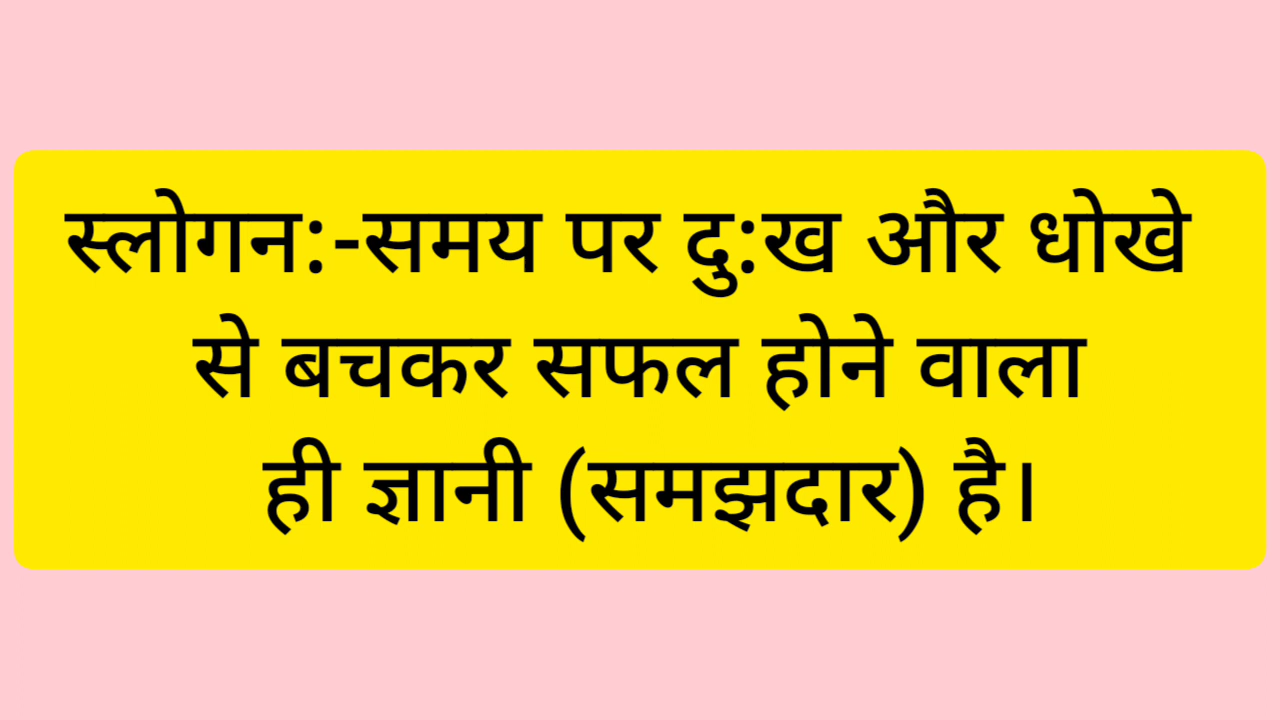 स्लोगन:-समय पर दु:ख और धोखे
से बचकर सफल होने वाला
ही ज्ञानी (समझदार) है।